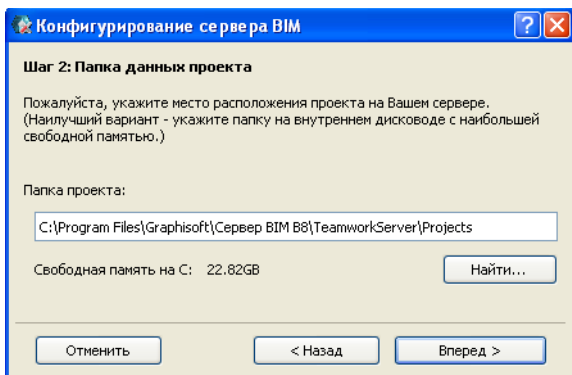 Конфигурирование сервера BIM
Шаг 2: Папка данных проекта
Пожалуйста, укажите место расположения проекта на Вашем сервере.
(Наилучший вариант - укажите папку на внутреннем дисководе с наибольшей
свободной памятью.)
Папка проекта:
C:\Program Files\Graphisoft\Сервер BIM B8\TeamworkServer\Projects
Свободная память на C: 22.82GB
Найти...
Отменить
< Назад
Вперед >